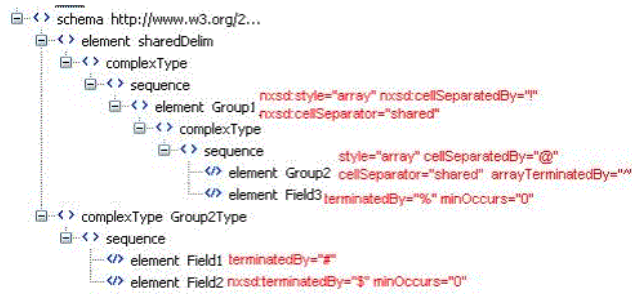 schema http://www.w3.org/2...
element sharedDelim
complexType
sequence
element Group1 nxsd:style="array" nxsd:cellSeparatedBy="!"
nxsd:cellSeparator="shared"
complexType
sequence style="array" cellSeparatedBy="@"
element Group2 cellSeparator="shared" arrayTerminatedBy="^"
element Field3 terminatedBy="%" minOccurs="0"
complexType Group2Type
sequence
element Field1 terminatedBy="#"
element Field2 nxsd:terminatedBy="$" minOccurs="0"